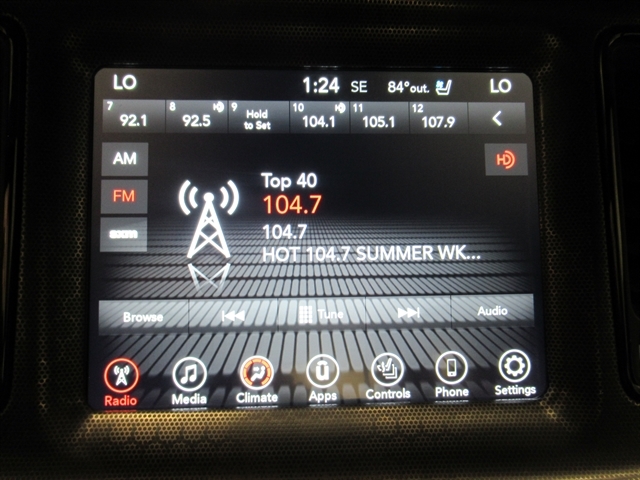 LO 1:24 SE 84°out. LO
7 8 9 10 11 12
92.1 92.5 Hold to Set 104.1 105.1 107.9
AM
HD
FM
Top 40
104.7
104.7
HOT 104.7 SUMMER WK...
Browse Tune Audio
Radio Media Climate Apps Controls Phone Settings